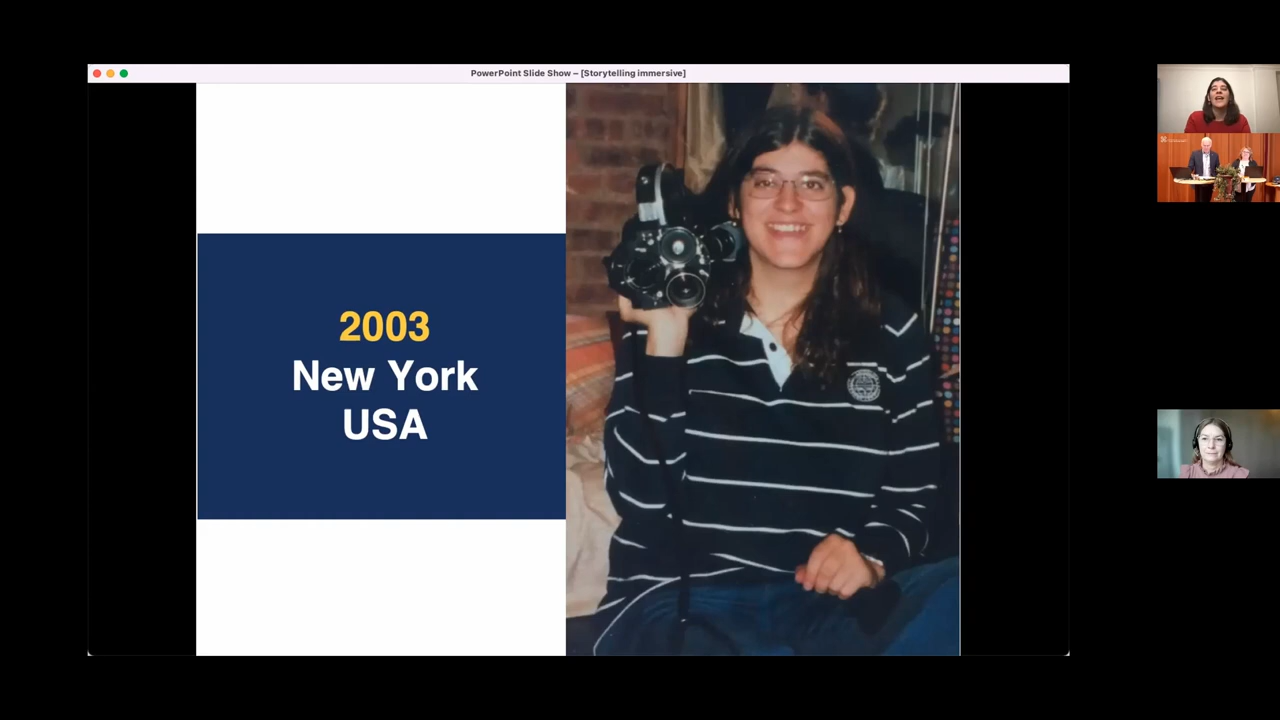 PowerPoint Slide Show – [Storytelling immersive]
2003
New York
USA